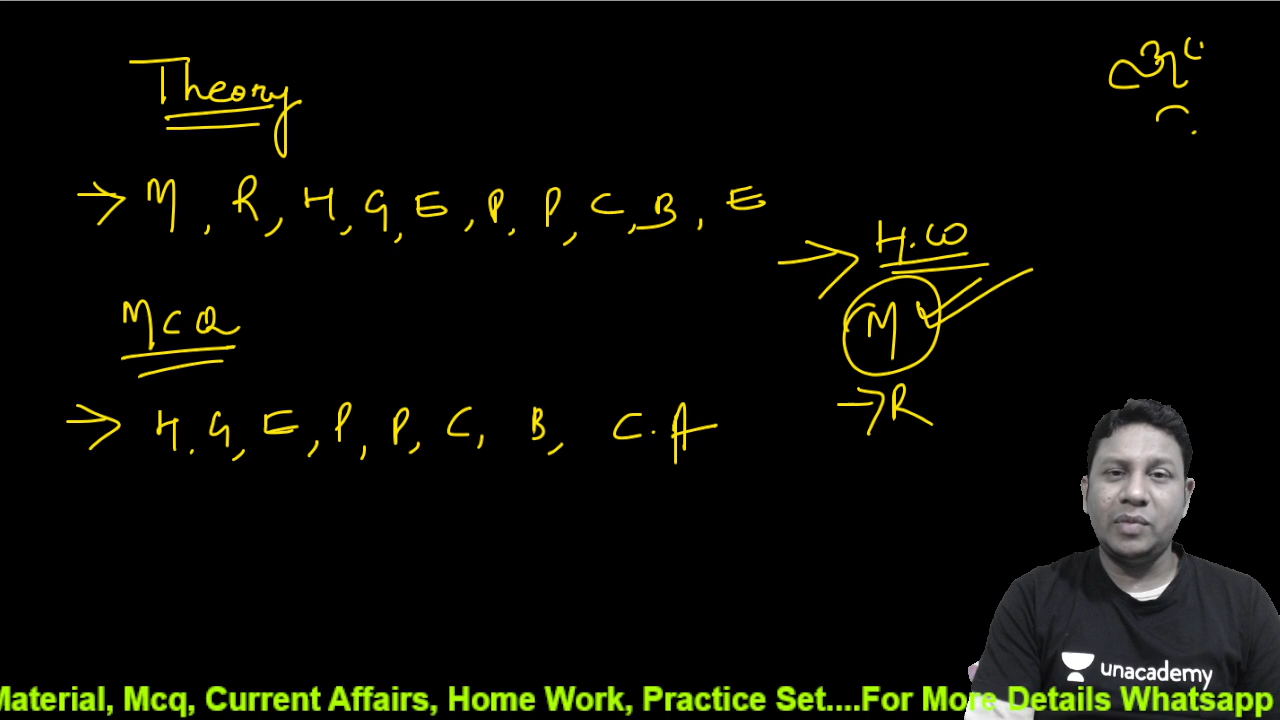 Theory
→ M, R, H, G, E, P, P, C, B, E
→ H.W
M
→ R
MCQ
→ H, G, E, P, P, C, B, C.A
unacademy
Material, Mcq, Current Affairs, Home Work, Practice Set....For More Details Whatsapp